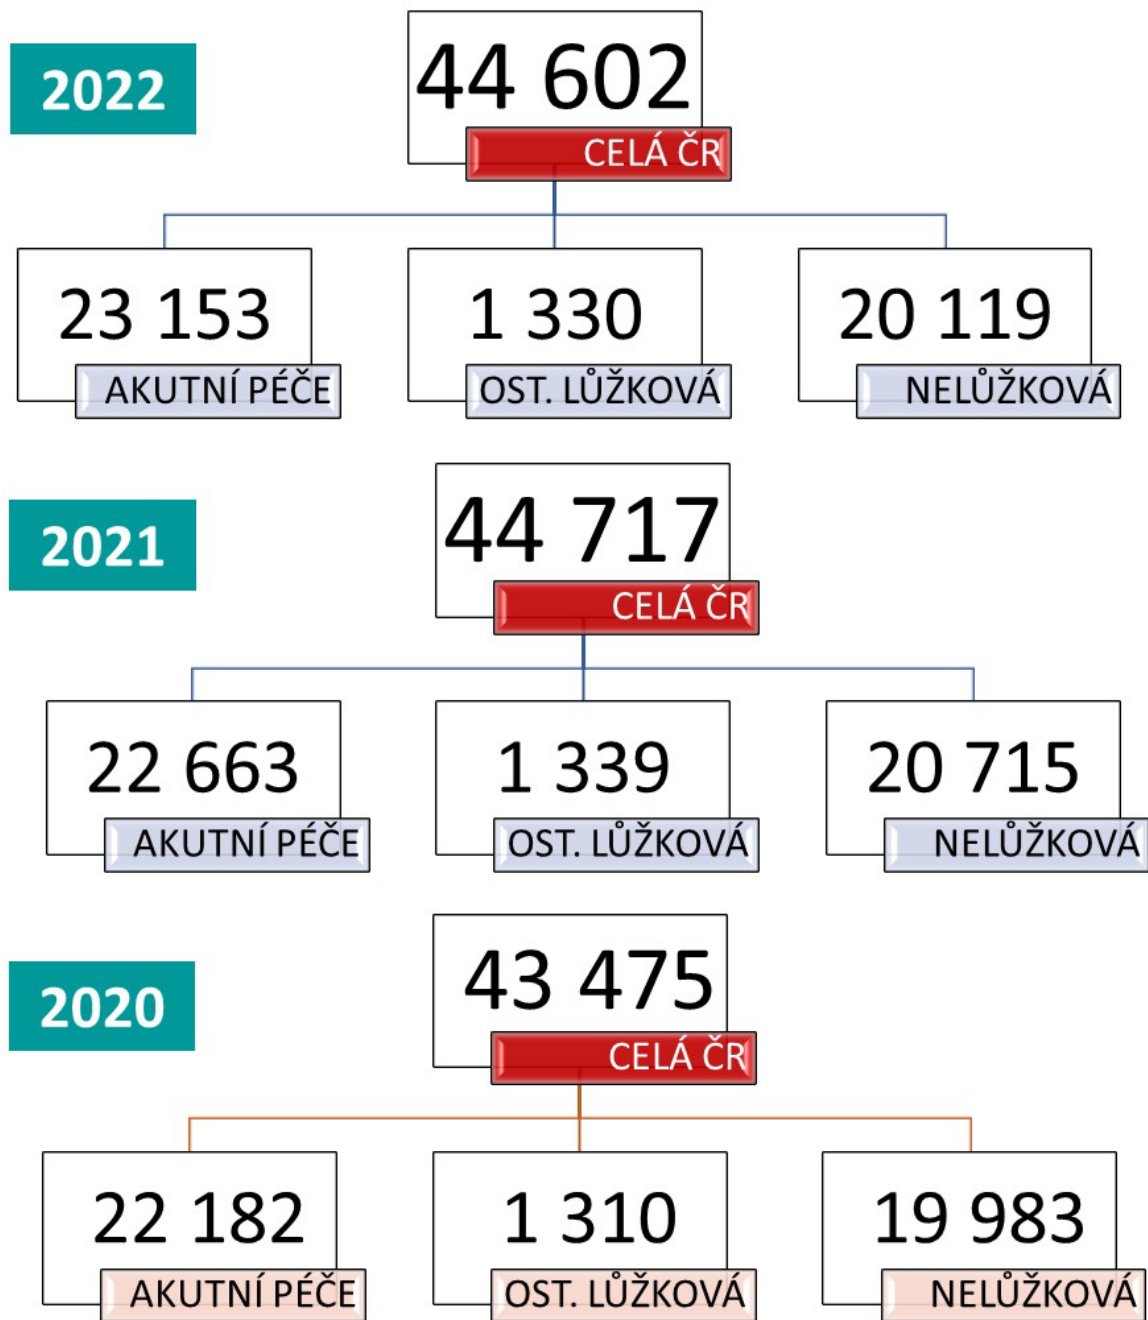 2022
44 602
CELÁ ČR
23 153
AKUTNÍ PÉČE
1 330
OST. LŮŽKOVÁ
20 119
NELŮŽKOVÁ
2021
44 717
CELÁ ČR
22 663
AKUTNÍ PÉČE
1 339
OST. LŮŽKOVÁ
20 715
NELŮŽKOVÁ
2020
43 475
CELÁ ČR
22 182
AKUTNÍ PÉČE
1 310
OST. LŮŽKOVÁ
19 983
NELŮŽKOVÁ